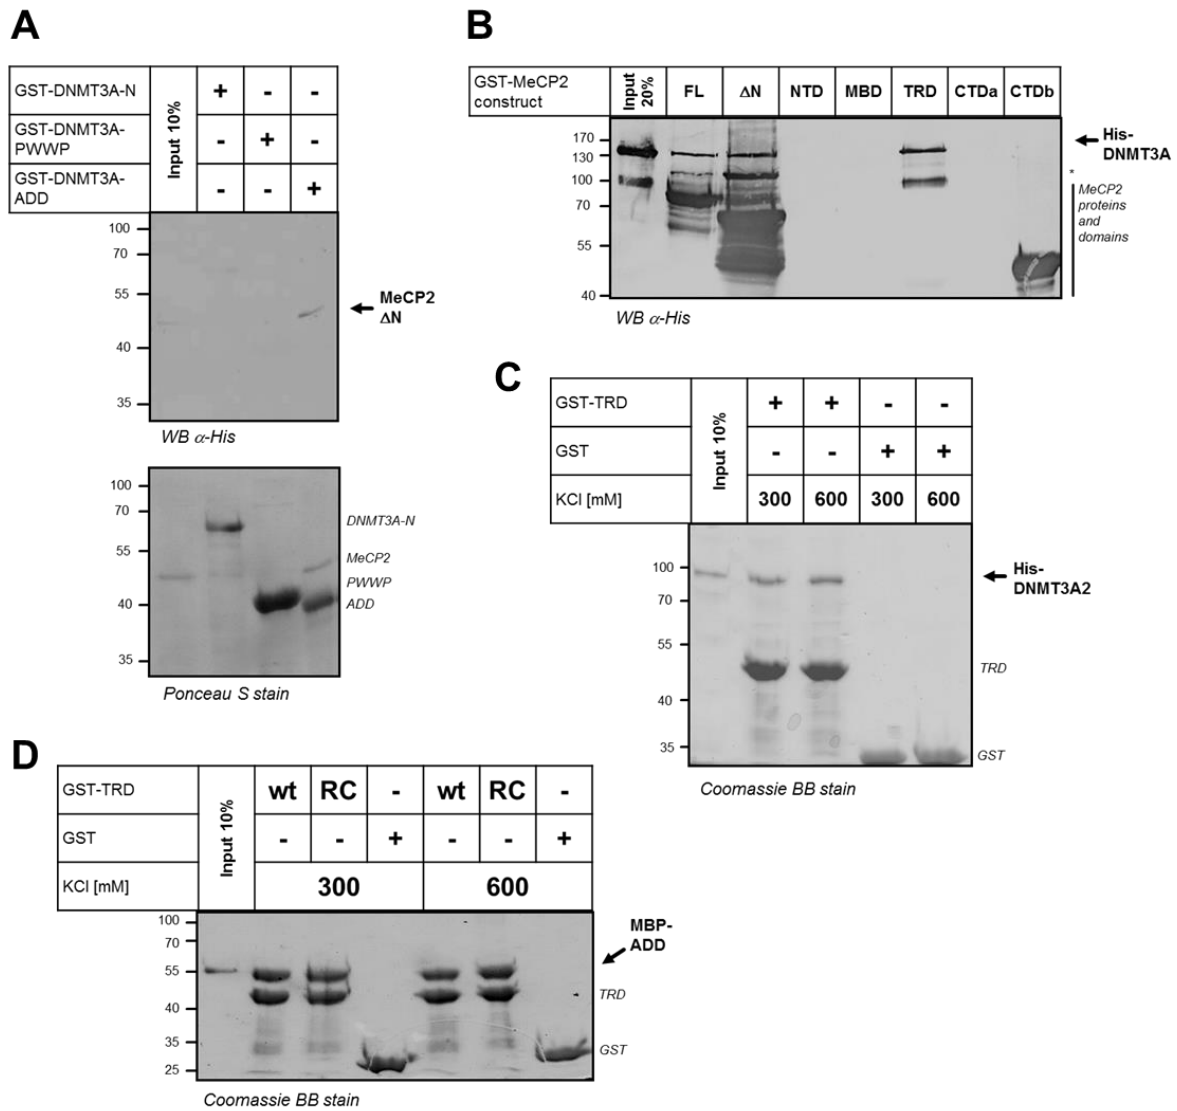 A
GST-DNMT3A-N
GST-DNMT3A-
PWWP
GST-DNMT3A-
ADD
Input 10%
+ - -
- + -
- - +
100
70
55
40
35
MeCP2
ΔN
WB α-His
100
70
55
40
35
DNMT3A-N
MeCP2
PWWP
ADD
Ponceau S stain
B
GST-MeCP2
construct
Input
20%
FL ΔN NTD MBD TRD CTDa CTDb
170
130
100
70
55
40
His-
DNMT3A
*
MeCP2
proteins
and
domains
WB α-His
C
GST-TRD
GST
KCl [mM]
Input 10%
+ + - -
- - + +
300 600 300 600
100
70
55
40
35
His-
DNMT3A2
TRD
GST
Coomassie BB stain
D
GST-TRD
GST
KCl [mM]
Input 10%
wt RC - wt RC -
- - + - - +
300 600
100
70
55
40
35
25
MBP-
ADD
TRD
GST
Coomassie BB stain